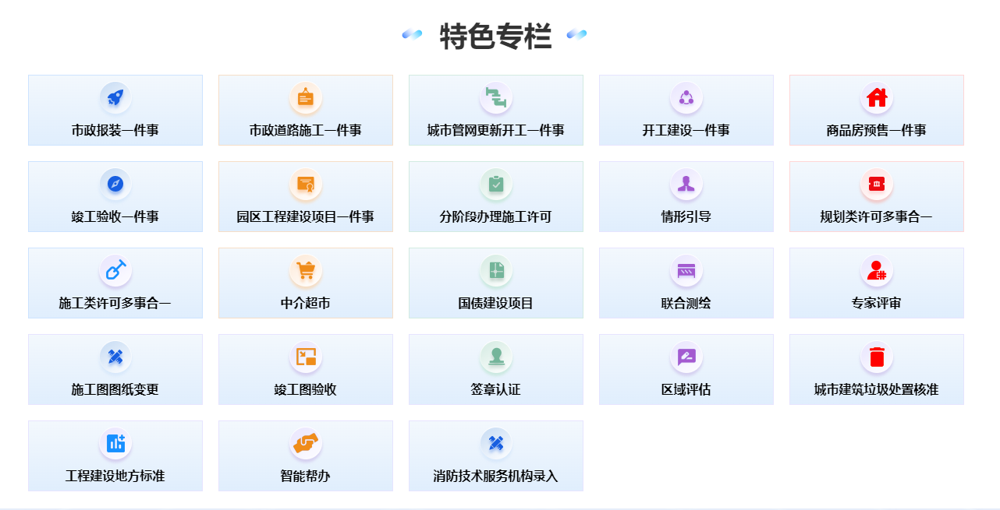 特色专栏
市政报装一件事
市政道路施工一件事
城市管网更新开工一件事
开工建设一件事
商品房预售一件事
竣工验收一件事
园区工程建设项目一件事
分阶段办理施工许可
情形引导
规划类许可多事合一
施工类许可多事合一
中介超市
国债建设项目
联合测绘
专家评审
施工图图纸变更
竣工图验收
签章认证
区域评估
城市建筑垃圾处置核准
工程建设地方标准
智能帮办
消防技术服务机构录入